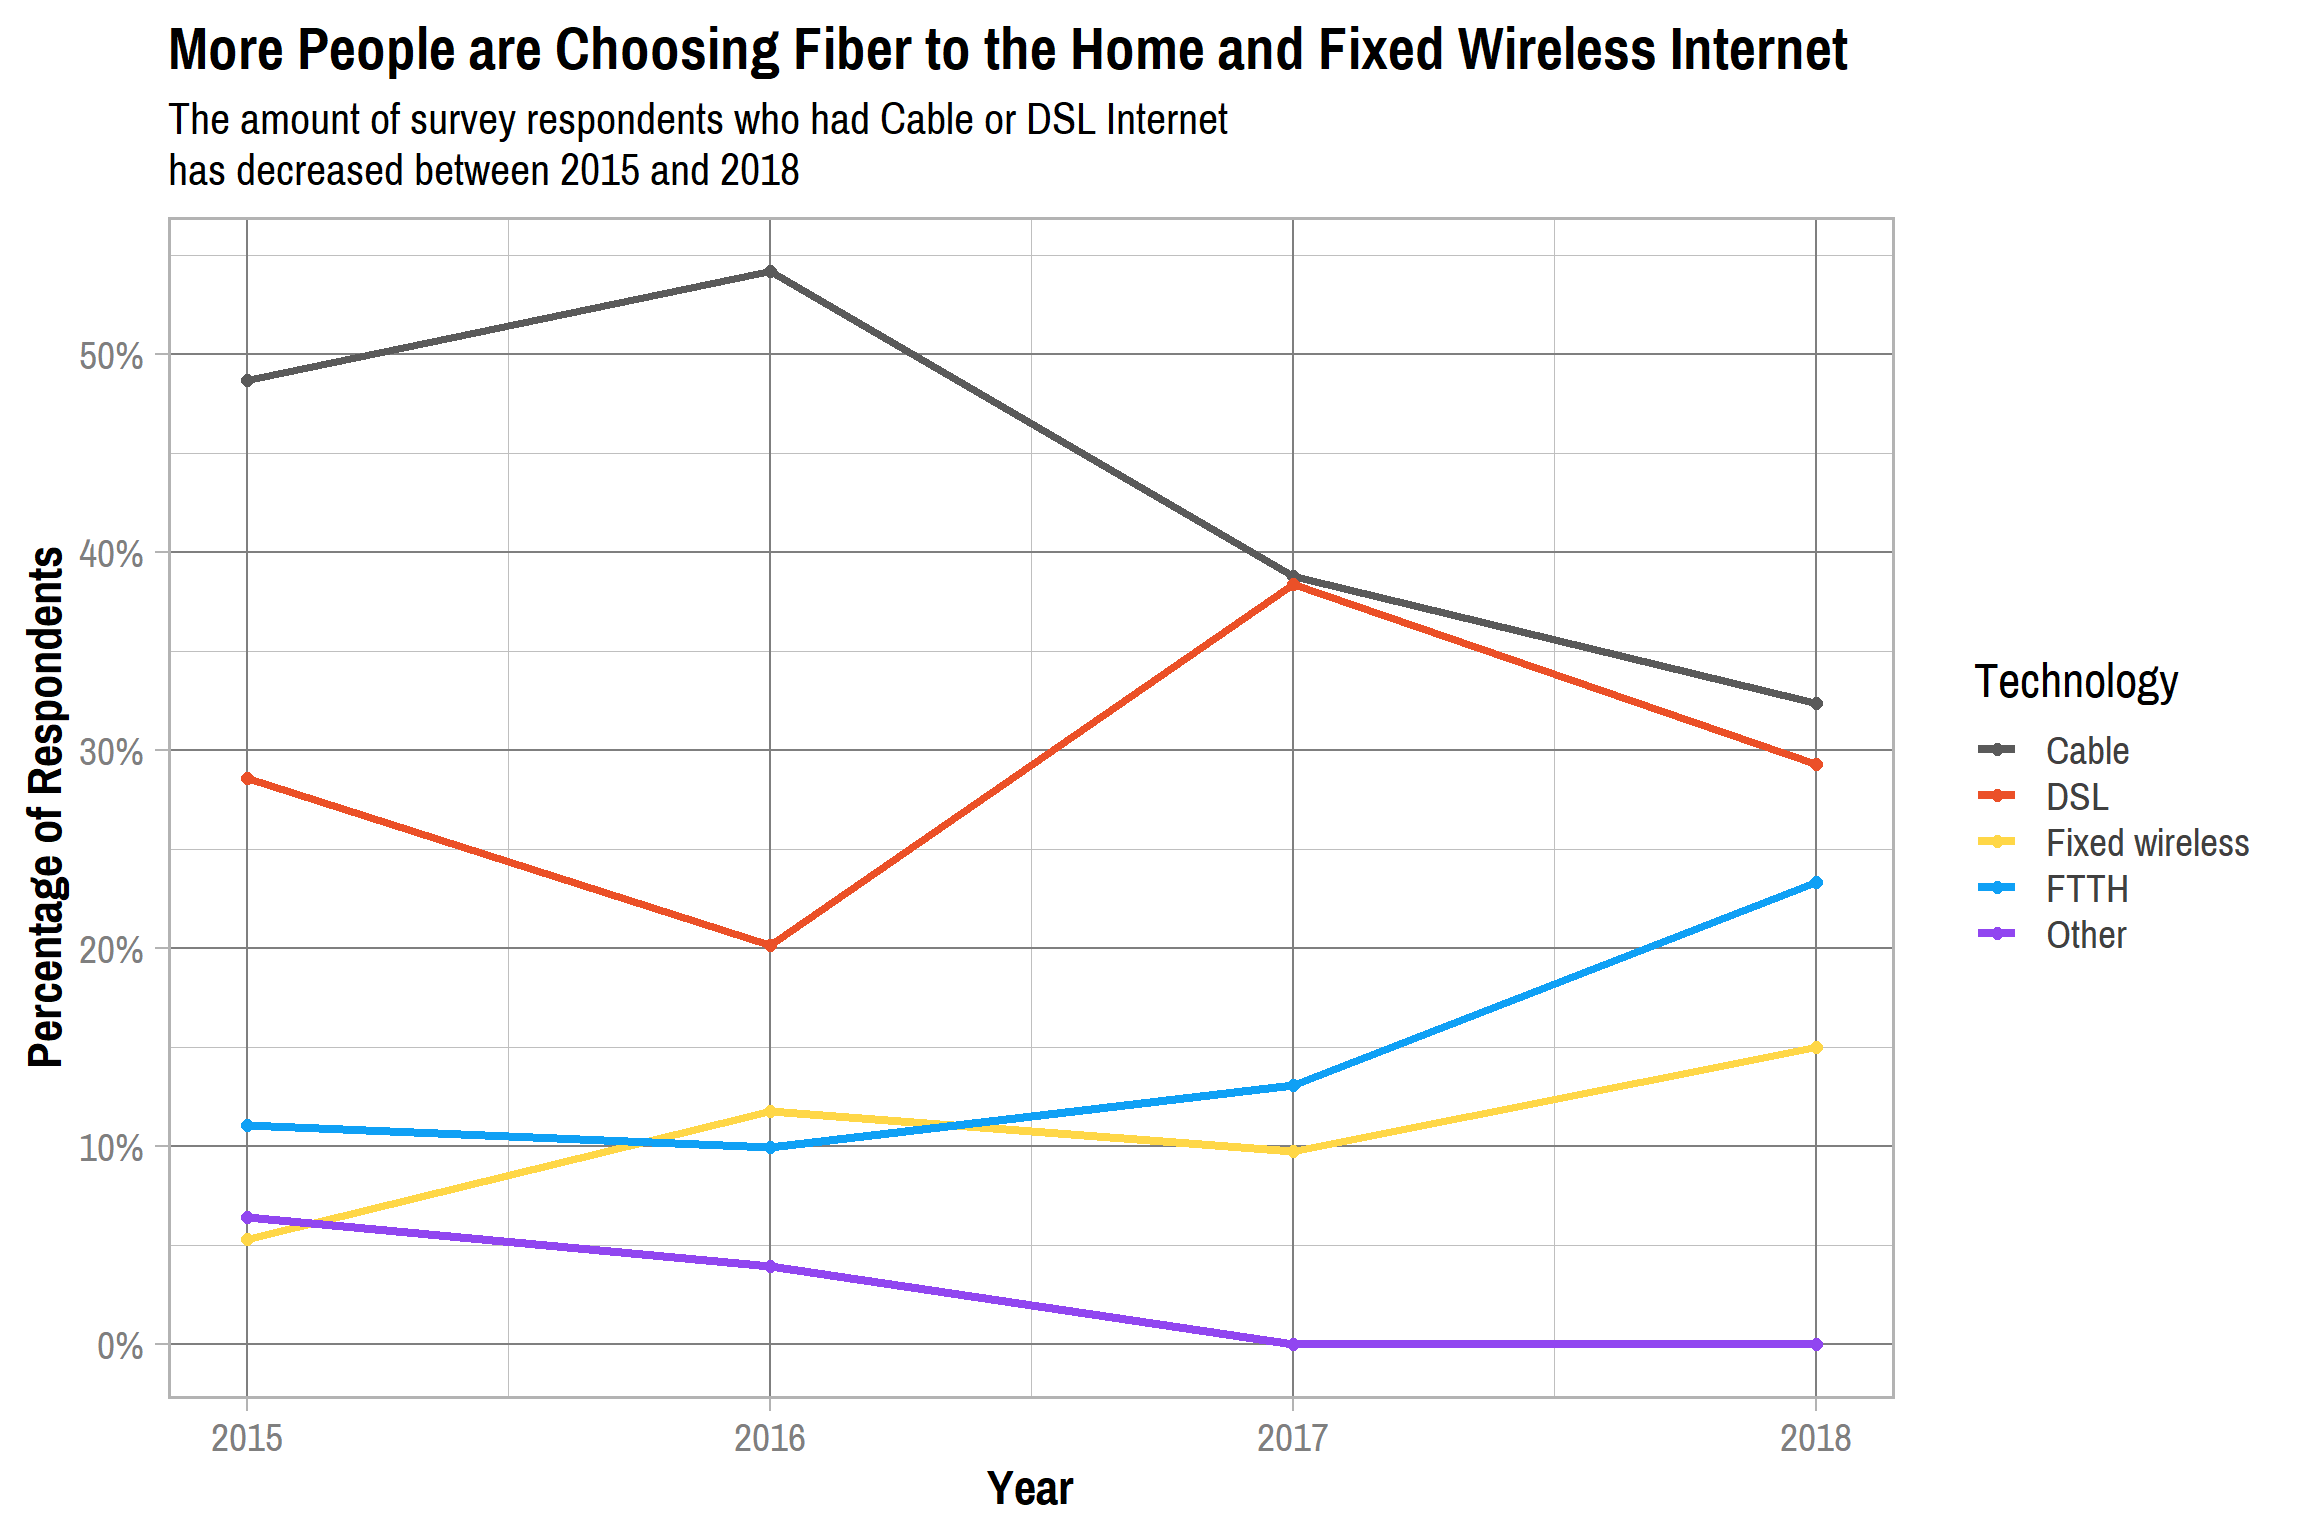 More People are Choosing Fiber to the Home and Fixed Wireless Internet
The amount of survey respondents who had Cable or DSL Internet
has decreased between 2015 and 2018
Percentage of Respondents
50%
40%
30%
20%
10%
0%
2015
2016
2017
2018
Year
Technology
Cable
DSL
Fixed wireless
FTTH
Other